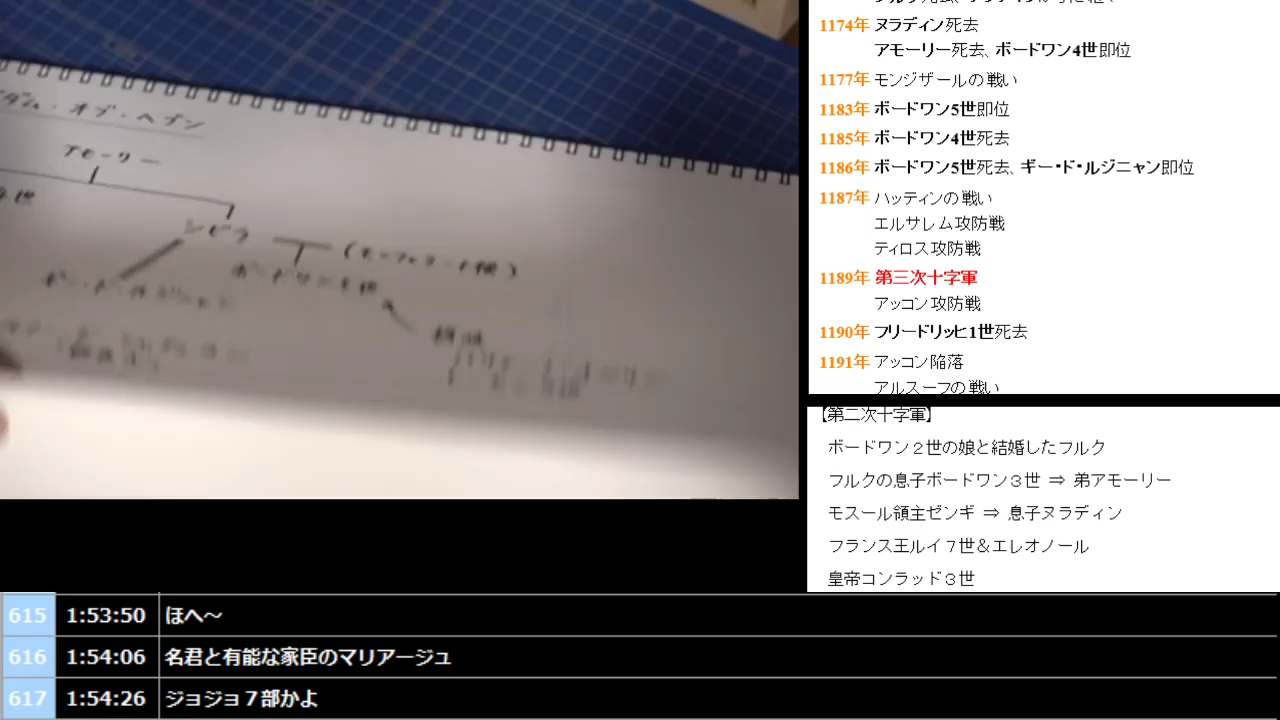 オブ・ヘブン
アモーリー
シビラ
1174年 ヌラディン死去
アモーリー死去、ボードワン4世即位
1177年 モンジザールの戦い
1183年 ボードワン5世即位
1185年 ボードワン4世死去
1186年 ボードワン5世死去、ギー・ド・ルジニャン即位
1187年 ハッティンの戦い
エルサレム攻防戦
ティロス攻防戦
1189年 第三次十字軍
アッコン攻防戦
1190年 フリードリッヒ1世死去
1191年 アッコン陥落
アルスーフの戦い
【第二次十字軍】
ボードワン２世の娘と結婚したフルク
フルクの息子ボードワン３世 ⇒ 弟アモーリー
モスール領主ゼンギ ⇒ 息子ヌラディン
フランス王ルイ７世＆エレオノール
皇帝コンラッド３世
615 1:53:50 ほへ～
616 1:54:06 名君と有能な家臣のマリアージュ
617 1:54:26 ジョジョ７部かよ